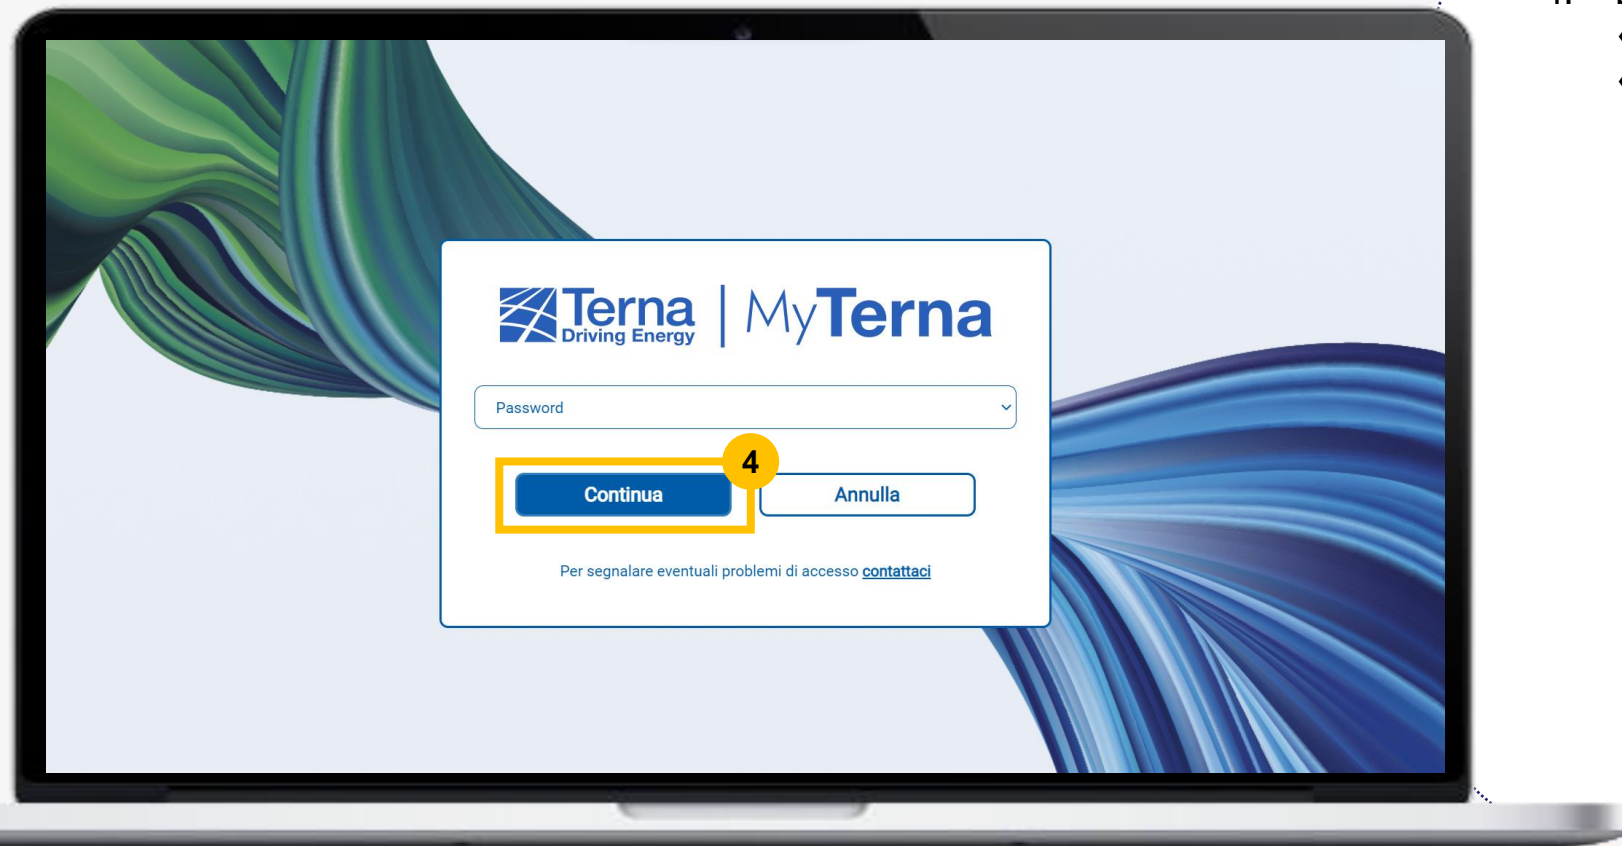 Terna
Driving Energy
MyTerna
Password
4
Continua
Annulla
Per segnalare eventuali problemi di accesso contattaci